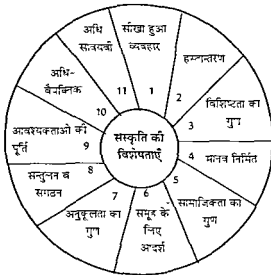 संस्कृति की
विशेषताएँ
सीखा हुआ
व्यवहार
1
हस्तान्तरण
2
विशिष्टता का
गुण
3
मानव निर्मित
4
सामाजिकता का
गुण
5
समूह के
लिए
आदर्श
6
अनुकूलता का
गुण
7
सन्तुलन व
संगठन
8
आवश्यकताओं की
पूर्ति
9
अधि-
वैयक्तिक
10
अधि
सावयवी
11